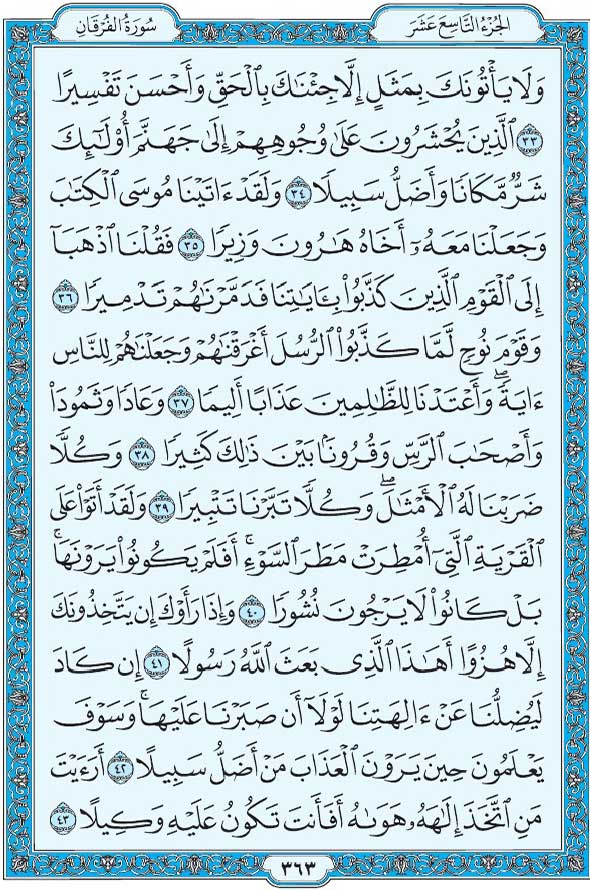 الجزء التاسع عشر
سورة الفرقان
وَلَا يَأْتُونَكَ بِمَثَلٍ إِلَّا جِئْنَٰكَ بِٱلْحَقِّ وَأَحْسَنَ تَفْسِيرًا
٣٣ ٱلَّذِينَ يُحْشَرُونَ عَلَىٰ وُجُوهِهِمْ إِلَىٰ جَهَنَّمَ أُو۟لَٰٓئِكَ
شَرٌّ مَّكَانًا وَأَضَلُّ سَبِيلًا ٣٤ وَلَقَدْ ءَاتَيْنَا مُوسَى ٱلْكِتَٰبَ
وَجَعَلْنَا مَعَهُۥٓ أَخَاهُ هَٰرُونَ وَزِيرًا ٣٥ فَقُلْنَا ٱذْهَبَآ
إِلَى ٱلْقَوْمِ ٱلَّذِينَ كَذَّبُوا۟ بِـَٔايَٰتِنَا فَدَمَّرْنَٰهُمْ تَدْمِيرًا ٣٦
وَقَوْمَ نُوحٍ لَّمَّا كَذَّبُوا۟ ٱلرُّسُلَ أَغْرَقْنَٰهُمْ وَجَعَلْنَٰهُمْ لِلنَّاسِ
ءَايَةً ۖ وَأَعْتَدْنَا لِلظَّٰلِمِينَ عَذَابًا أَلِيمًا ٣٧ وَعَادًا وَثَمُودَا۟
وَأَصْحَٰبَ ٱلرَّسِّ وَقُرُونًۢا بَيْنَ ذَٰلِكَ كَثِيرًا ٣٨ وَكُلًّا
ضَرَبْنَا لَهُ ٱلْأَمْثَٰلَ ۖ وَكُلًّا تَبَّرْنَا تَتْبِيرًا ٣٩ وَلَقَدْ أَتَوْا۟ عَلَى
ٱلْقَرْيَةِ ٱلَّتِىٓ أُمْطِرَتْ مَطَرَ ٱلسَّوْءِ ۚ أَفَلَمْ يَكُونُوا۟ يَرَوْنَهَا ۚ
بَلْ كَانُوا۟ لَا يَرْجُونَ نُشُورًا ٤٠ وَإِذَا رَأَوْكَ إِن يَتَّخِذُونَكَ
إِلَّا هُزُوًا أَهَٰذَا ٱلَّذِى بَعَثَ ٱللَّهُ رَسُولًا ٤١ إِن كَادَ
لَيُضِلُّنَا عَنْ ءَالِهَتِنَا لَوْلَآ أَن صَبَرْنَا عَلَيْهَا ۚ وَسَوْفَ
يَعْلَمُونَ حِينَ يَرَوْنَ ٱلْعَذَابَ مَنْ أَضَلُّ سَبِيلًا ٤٢ أَرَءَيْتَ
مَنِ ٱتَّخَذَ إِلَٰهَهُۥ هَوَىٰهُ أَفَأَنتَ تَكُونُ عَلَيْهِ وَكِيلًا ٤٣
٣٦٣